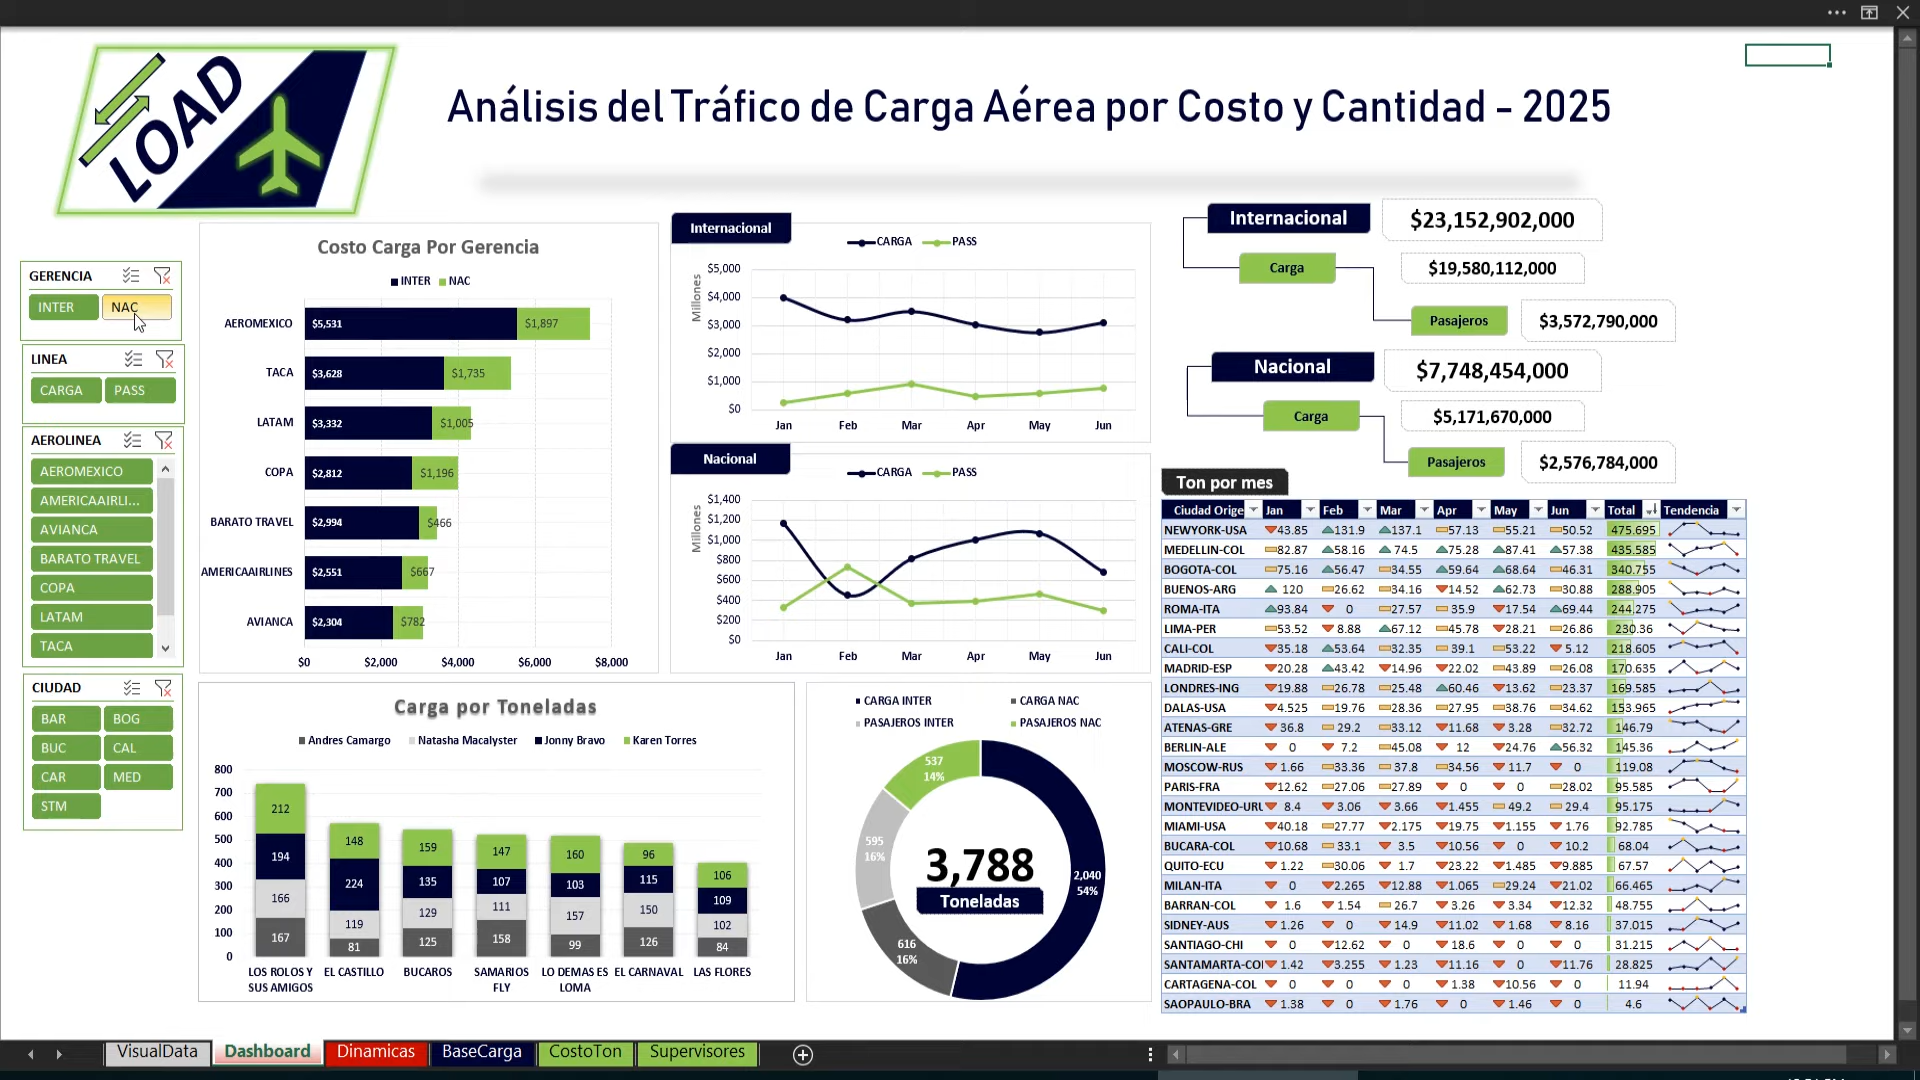 LOAD
Análisis del Tráfico de Carga Aérea por Costo y Cantidad - 2025
GERENCIA
INTER NAC
LINEA
CARGA PASS
AEROLINEA
AEROMEXICO
AMERICAAIRLI...
AVIANCA
BARATO TRAVEL
COPA
LATAM
TACA
CIUDAD
BAR BOG
BUC CAL
CAR MED
STM
Costo Carga Por Gerencia
INTER NAC
AEROMEXICO $5,531 $1,897
TACA $3,628 $1,735
LATAM $3,332 $1,005
COPA $2,812 $1,196
BARATO TRAVEL $2,994 $466
AMERICAAIRLINES $2,551 $667
AVIANCA $2,304 $782
$0 $2,000 $4,000 $6,000 $8,000
Internacional
CARGA PASS
Millones
$5,000
$4,000
$3,000
$2,000
$1,000
$0
Jan Feb Mar Apr May Jun
Nacional
CARGA PASS
Millones
$1,400
$1,200
$1,000
$800
$600
$400
$200
$0
Jan Feb Mar Apr May Jun
Internacional $23,152,902,000
Carga $19,580,112,000
Pasajeros $3,572,790,000
Nacional $7,748,454,000
Carga $5,171,670,000
Pasajeros $2,576,784,000
Carga por Toneladas
Andres Camargo Natasha Macalyster Jonny Bravo Karen Torres
800
700
600
500
400
300
200
100
0
212 148 159 147 160 96 106
194 224 135 107 103 115 109
166 119 129 111 157 150 102
167 81 125 158 99 126 84
LOS ROLOS Y EL CASTILLO BUCAROS SAMARIOS LO DEMAS ES EL CARNAVAL LAS FLORES
SUS AMIGOS FLY LOMA
CARGA INTER CARGA NAC
PASAJEROS INTER PASAJEROS NAC
537
14%
595
16%
3,788
Toneladas
2,040
54%
616
16%
Ton por mes
Ciudad Orige Jan Feb Mar Apr May Jun Total Tendencia
NEWYORK-USA 43.85 131.9 137.1 57.13 55.21 50.52 475.695
MEDELLIN-COL 82.87 58.16 74.5 75.28 87.41 57.38 435.585
BOGOTA-COL 75.16 56.47 34.55 59.64 68.64 46.31 340.755
BUENOS-ARG 120 26.62 34.16 14.52 62.73 30.88 288.905
ROMA-ITA 93.84 0 27.57 35.9 17.54 69.44 244.275
LIMA-PER 53.52 8.88 67.12 45.78 28.21 26.86 230.36
CALI-COL 35.18 53.64 32.35 39.1 53.22 5.12 218.605
MADRID-ESP 20.28 43.42 14.96 22.02 43.89 26.08 170.635
LONDRES-ING 19.88 26.78 25.48 60.46 13.62 23.37 169.585
DALAS-USA 4.525 19.76 28.36 27.95 38.76 34.62 153.965
ATENAS-GRE 36.8 29.2 33.12 11.68 3.28 32.72 146.79
BERLIN-ALE 0 7.2 45.08 12 24.76 56.32 145.36
MOSCOW-RUS 1.66 33.36 37.8 34.56 11.7 0 119.08
PARIS-FRA 12.62 27.06 27.89 0 0 28.02 95.585
MONTEVIDEO-URU 8.4 3.06 3.66 1.455 49.2 29.4 95.175
MIAMI-USA 40.18 27.77 2.175 19.75 1.155 1.76 92.785
BUCARA-COL 10.68 33.1 3.5 10.56 0 10.2 68.04
QUITO-ECU 1.22 30.06 1.7 23.22 1.485 9.885 67.57
MILAN-ITA 0 2.265 12.88 1.065 29.24 21.02 66.465
BARRAN-COL 1.6 1.54 26.7 3.26 3.34 12.32 48.755
SIDNEY-AUS 1.26 0 14.9 11.02 1.68 8.16 37.015
SANTIAGO-CHI 0 12.62 0 18.6 0 0 31.215
SANTAMARTA-CO 1.42 3.255 1.23 11.16 0 11.76 28.825
CARTAGENA-COL 0 0 0 1.38 10.56 0 11.94
SAOPAULO-BRA 1.38 0 1.76 0 1.46 0 4.6
VisualData Dashboard Dinamicas BaseCarga CostoTon Supervisores